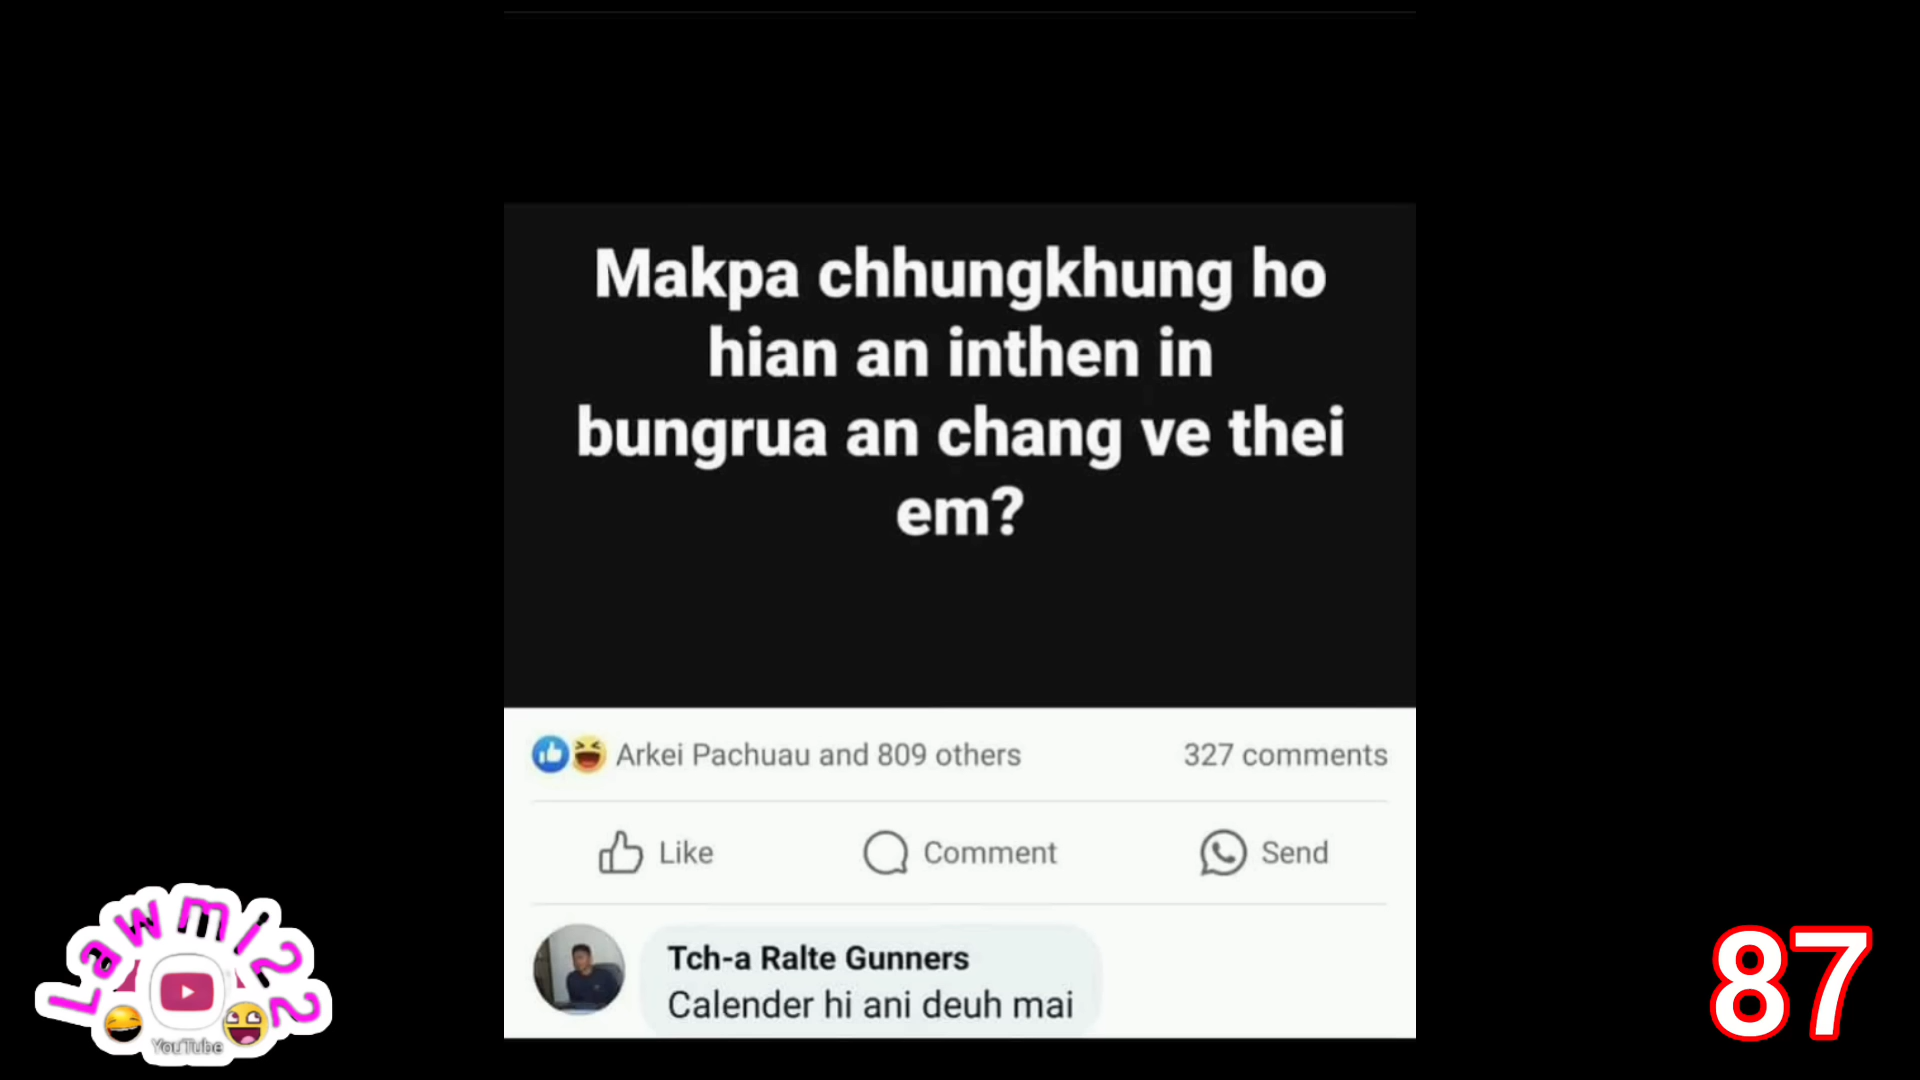 Makpa chhungkhung ho
hian an inthen in
bungrua an chang ve thei
em?
Arkei Pachuau and 809 others
327 comments
Like
Comment
Send
Tch-a Ralte Gunners
Calender hi ani deuh mai
Lawmi22
YouTube
87